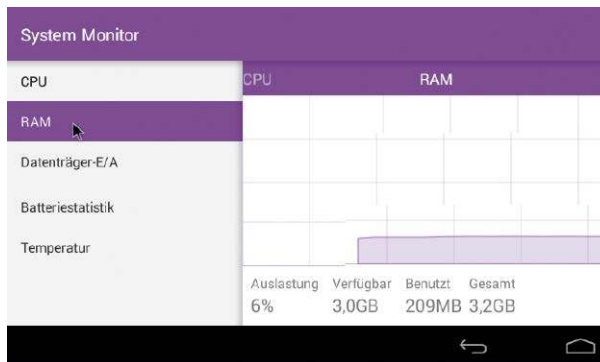 System Monitor
CPU
RAM
Datenträger-E/A
Batteriestatistik
Temperatur
CPU RAM
Auslastung Verfügbar Benutzt Gesamt
6% 3,0GB 209MB 3,2GB